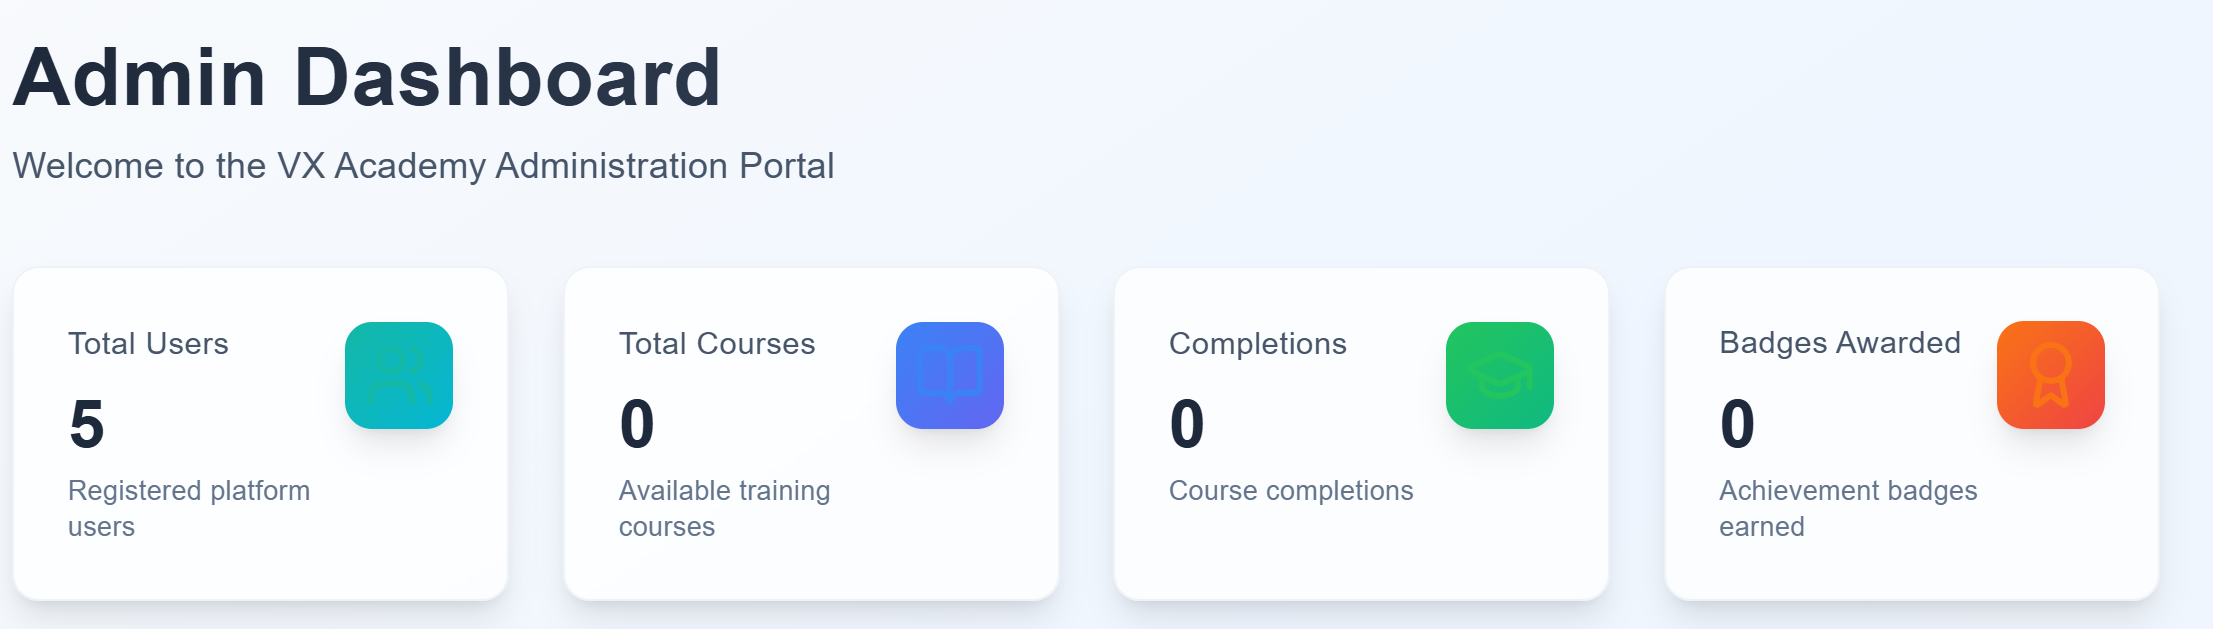 Admin Dashboard
Welcome to the VX Academy Administration Portal
Total Users
5
Registered platform
users
Total Courses
0
Available training
courses
Completions
0
Course completions
Badges Awarded
0
Achievement badges
earned